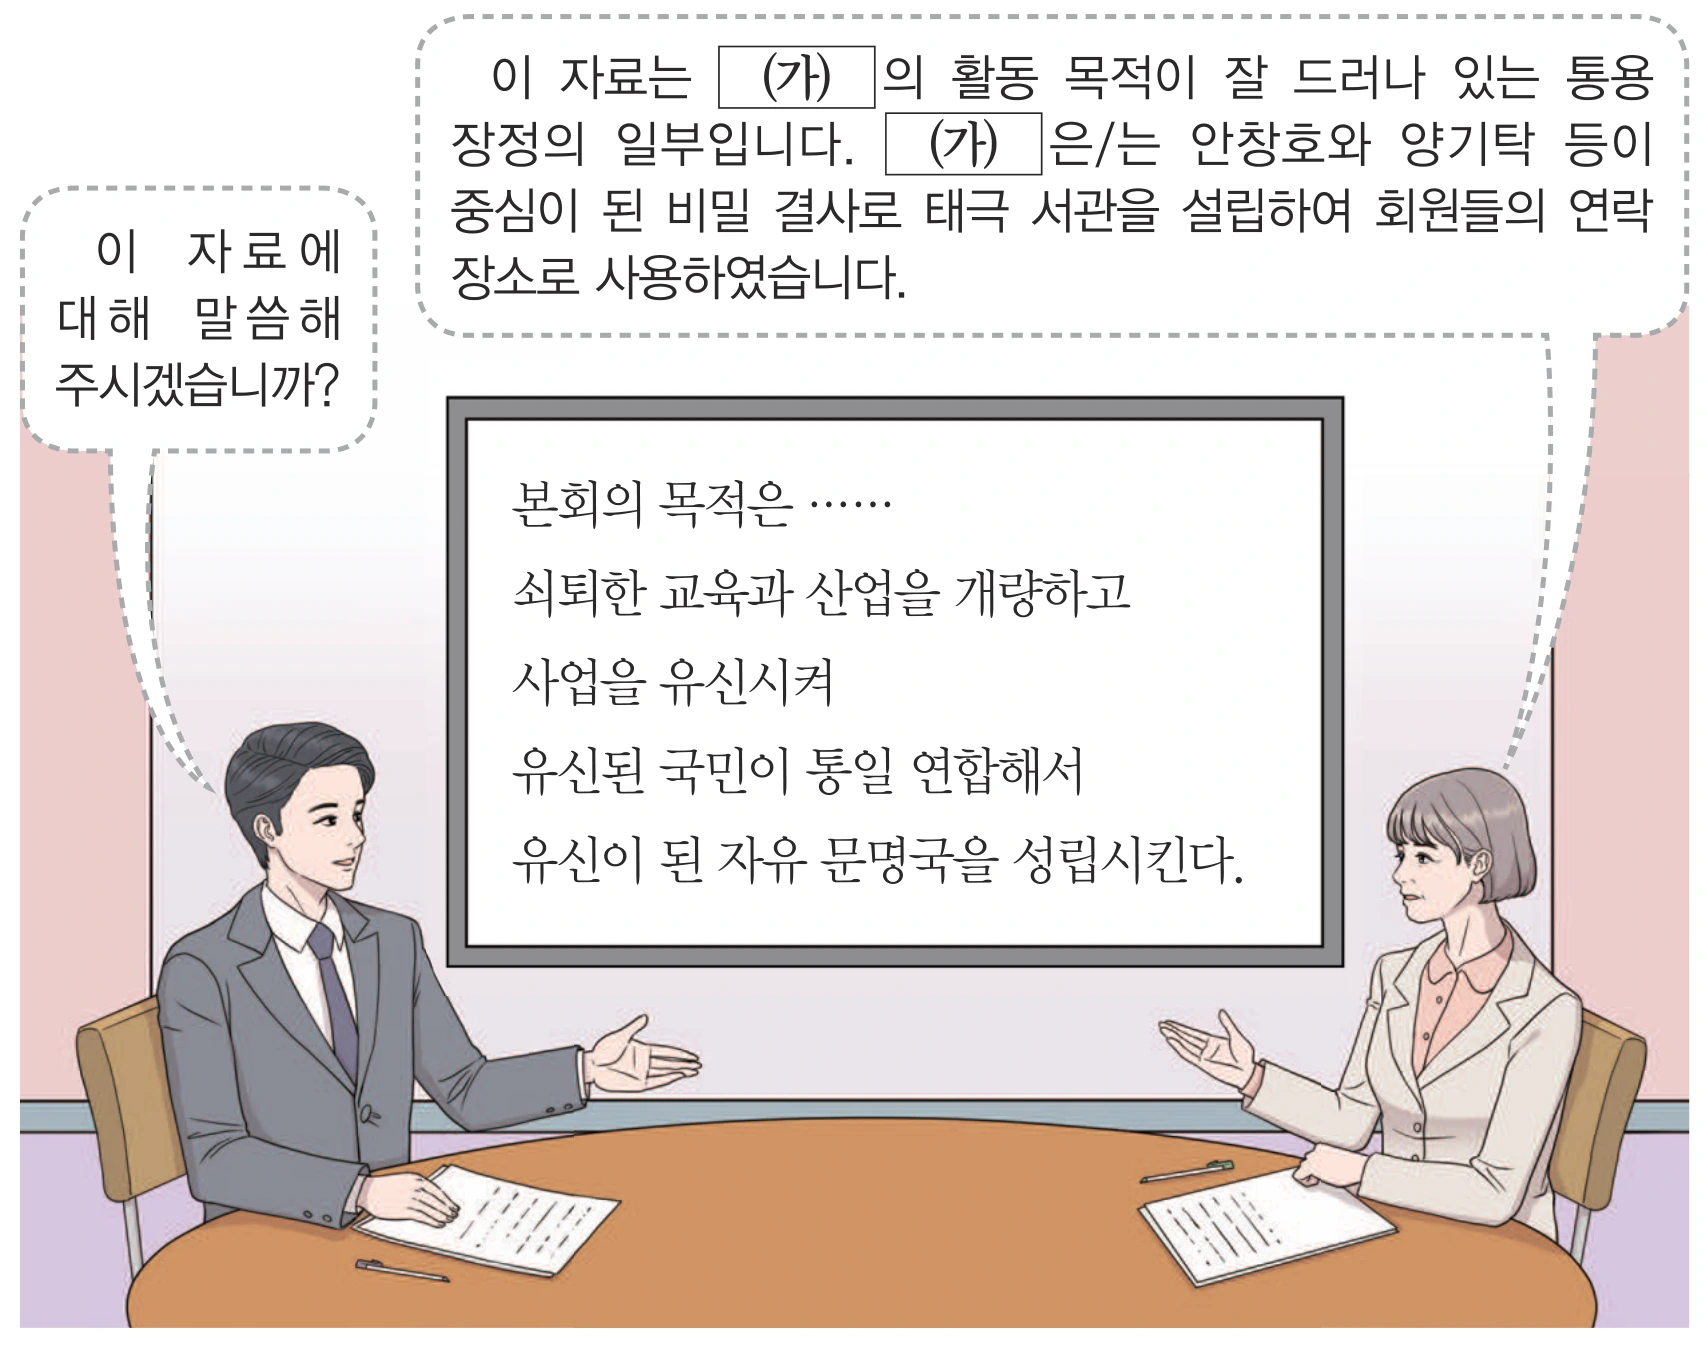 이 자료에
대해 말씀해
주시겠습니까?
이 자료는 (가)의 활동 목적이 잘 드러나 있는 통용
장정의 일부입니다. (가)은/는 안창호와 양기탁 등이
중심이 된 비밀 결사로 태극 서관을 설립하여 회원들의 연락
장소로 사용하였습니다.
본회의 목적은 ……
쇠퇴한 교육과 산업을 개량하고
사업을 유신시켜
유신된 국민이 통일 연합해서
유신이 된 자유 문명국을 성립시킨다.